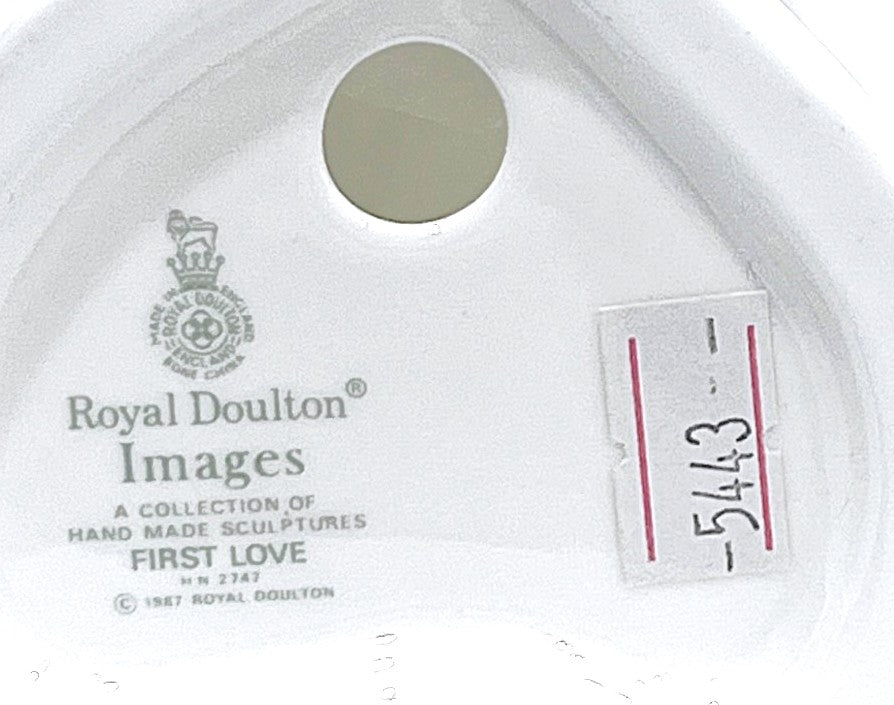 MADE IN ENGLAND
ROYAL DOULTON
ENGLAND
BONE CHINA
Royal Doulton®
Images
A COLLECTION OF
HAND MADE SCULPTURES
FIRST LOVE
HN 2747
© 1987 ROYAL DOULTON
-5443.-